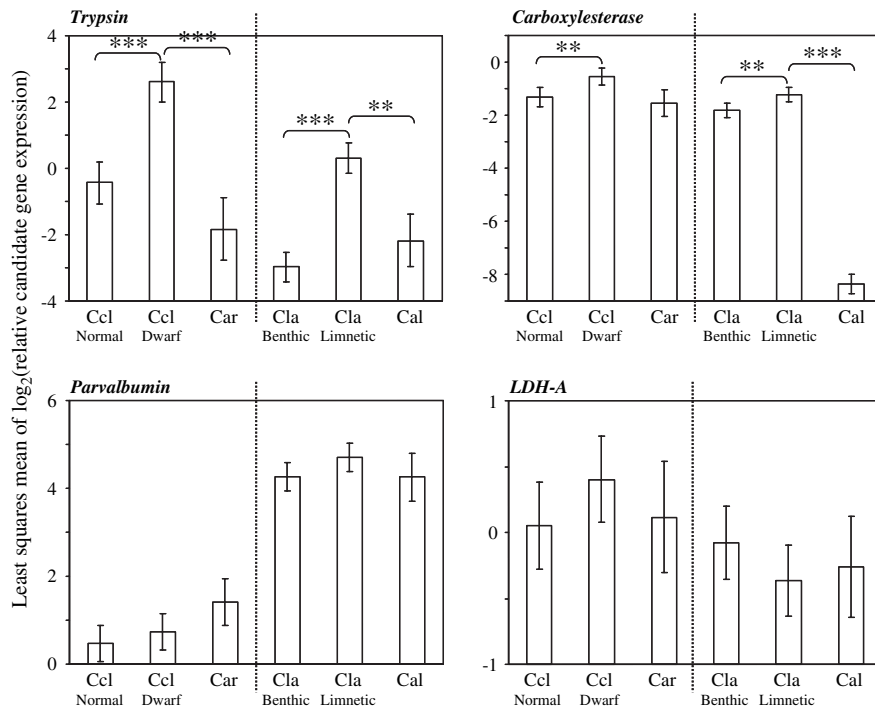 Least squares mean of log₂(relative candidate gene expression)
Trypsin
4
2
0
-2
-4
***
***
***
**
Ccl Ccl Car Cla Cla Cal
Normal Dwarf Benthic Limnetic
Carboxylesterase
0
-2
-4
-6
-8
**
**
***
Ccl Ccl Car Cla Cla Cal
Normal Dwarf Benthic Limnetic
Parvalbumin
6
4
2
0
Ccl Ccl Car Cla Cla Cal
Normal Dwarf Benthic Limnetic
LDH-A
1
0
-1
Ccl Ccl Car Cla Cla Cal
Normal Dwarf Benthic Limnetic